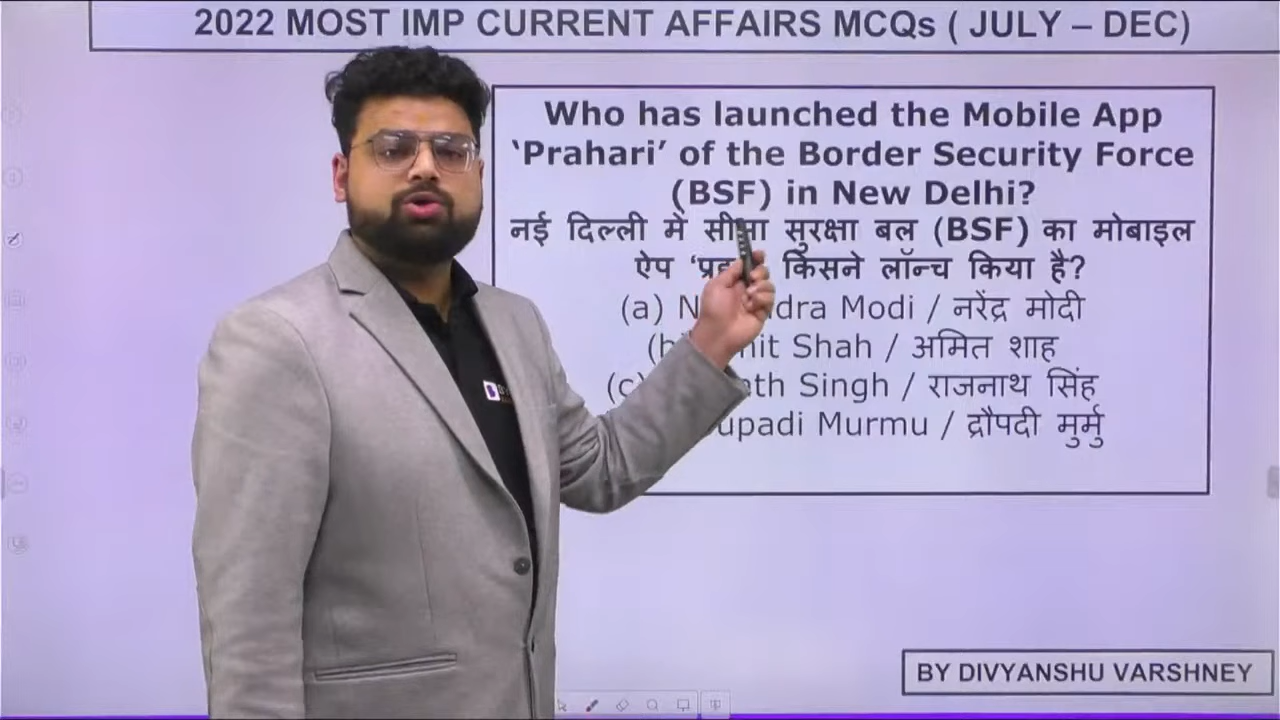 2022 MOST IMP CURRENT AFFAIRS MCQs ( JULY – DEC)
Who has launched the Mobile App
‘Prahari’ of the Border Security Force
(BSF) in New Delhi?
नई दिल्ली में सीमा सुरक्षा बल (BSF) का मोबाइल
ऐप किसने लॉन्च किया है?
(a) Modi / नरेंद्र मोदी
Shah / अमित शाह
Singh / राजनाथ सिंह
Murmu / द्रौपदी मुर्मु
BY DIVYANSHU VARSHNEY